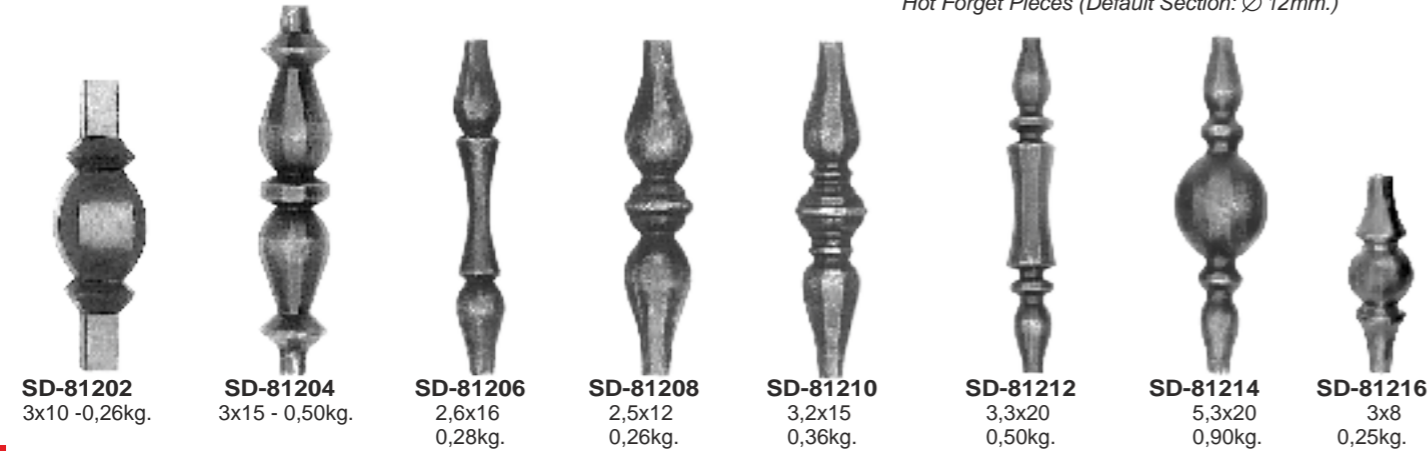 Hot Forget Pieces (Default Section: ∅ 12mm.)
SD-81202
3x10 -0,26kg.
SD-81204
3x15 - 0,50kg.
SD-81206
2,6x16
0,28kg.
SD-81208
2,5x12
0,26kg.
SD-81210
3,2x15
0,36kg.
SD-81212
3,3x20
0,50kg.
SD-81214
5,3x20
0,90kg.
SD-81216
3x8
0,25kg.